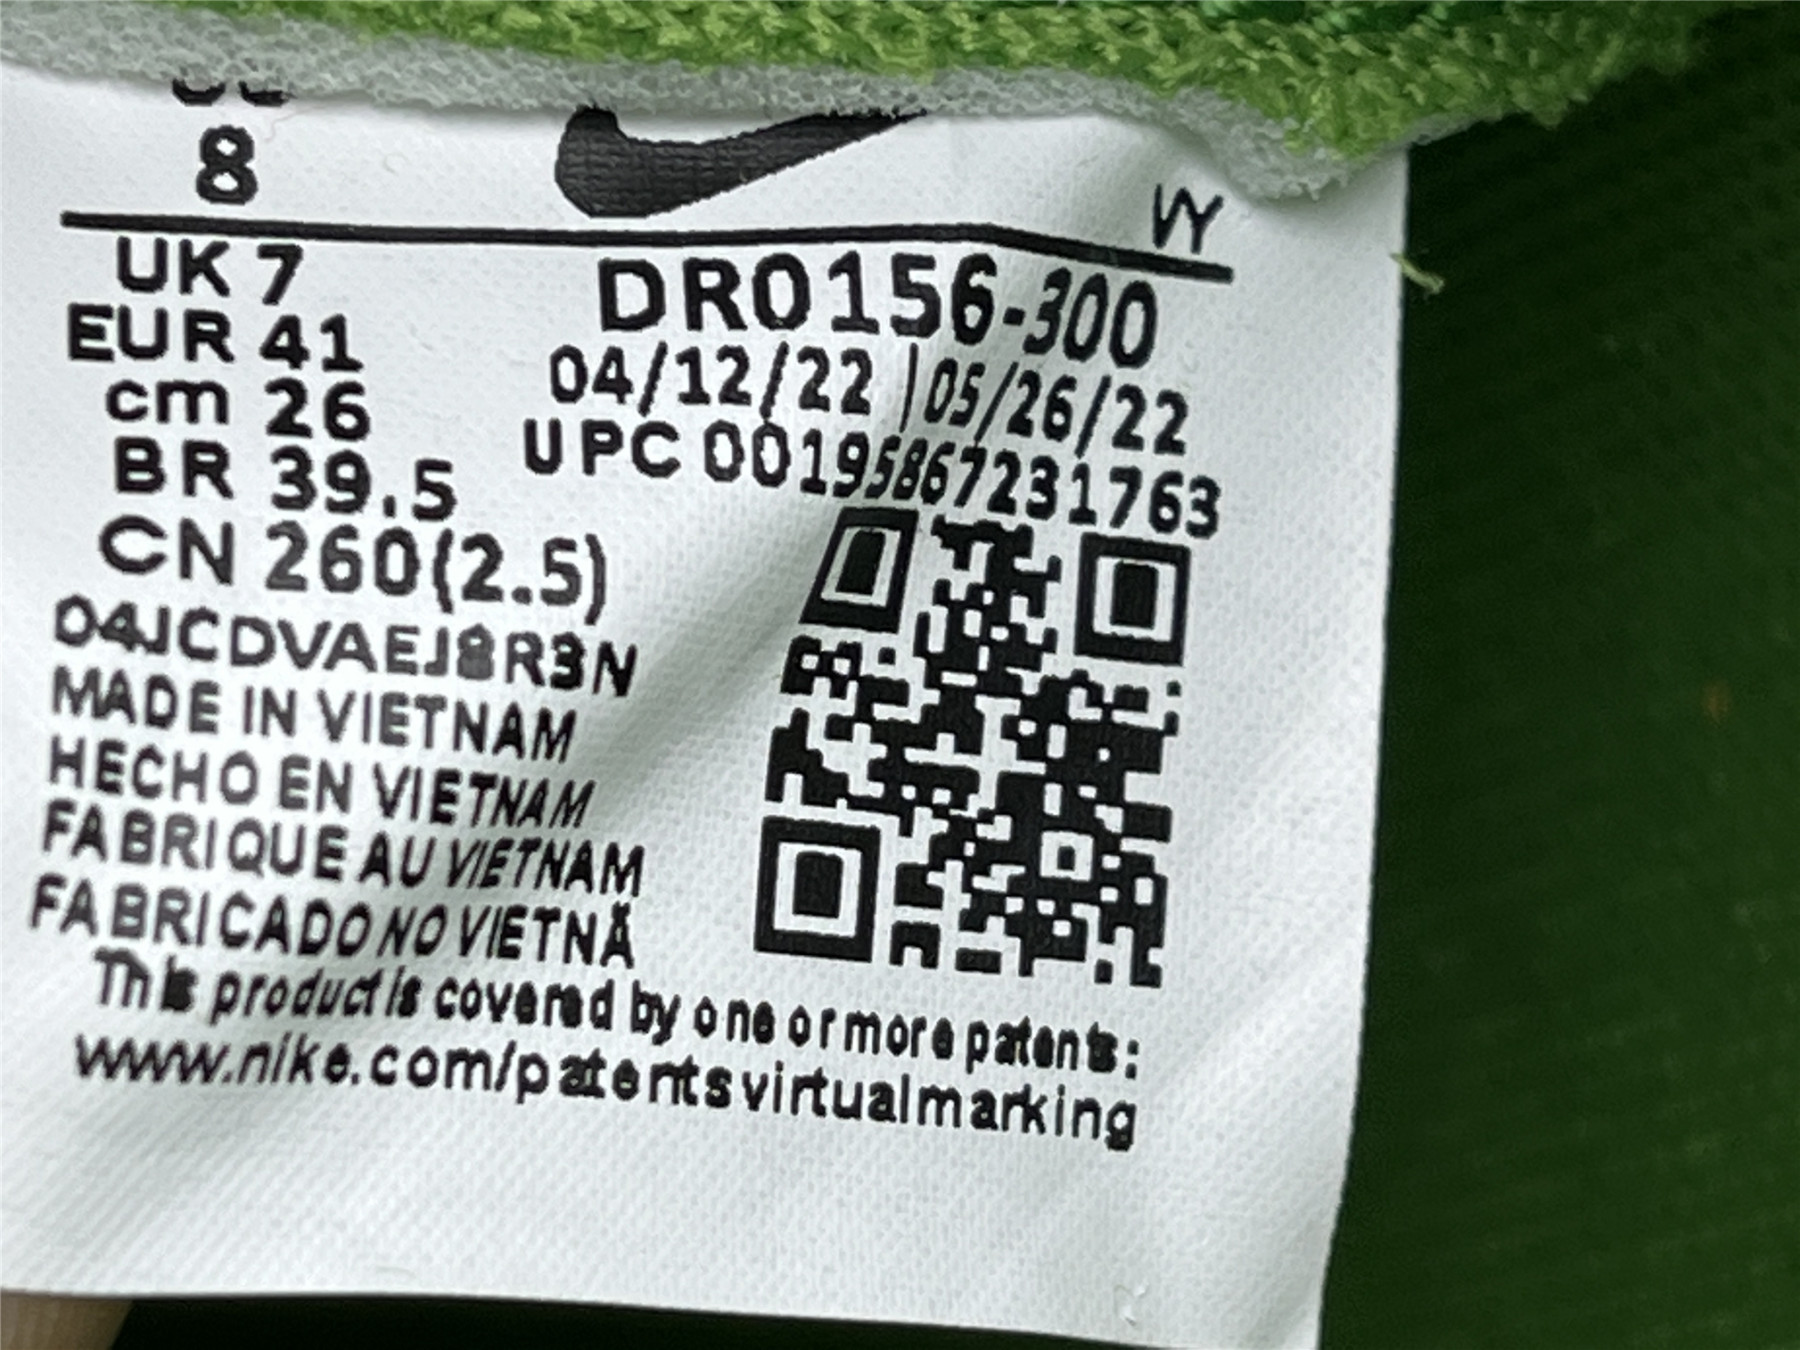 8
VY
UK 7
EUR 41
cm 26
BR 39.5
CN 260(2.5)
DR0156-300
04/12/22 | 05/26/22
UPC 00195867231763
04JCDVAEJ8R3N
MADE IN VIETNAM
HECHO EN VIETNAM
FABRIQUE AU VIETNAM
FABRICADO NO VIETNÃ
This product is covered by one or more patents:
www.nike.com/patentsvirtualmarking